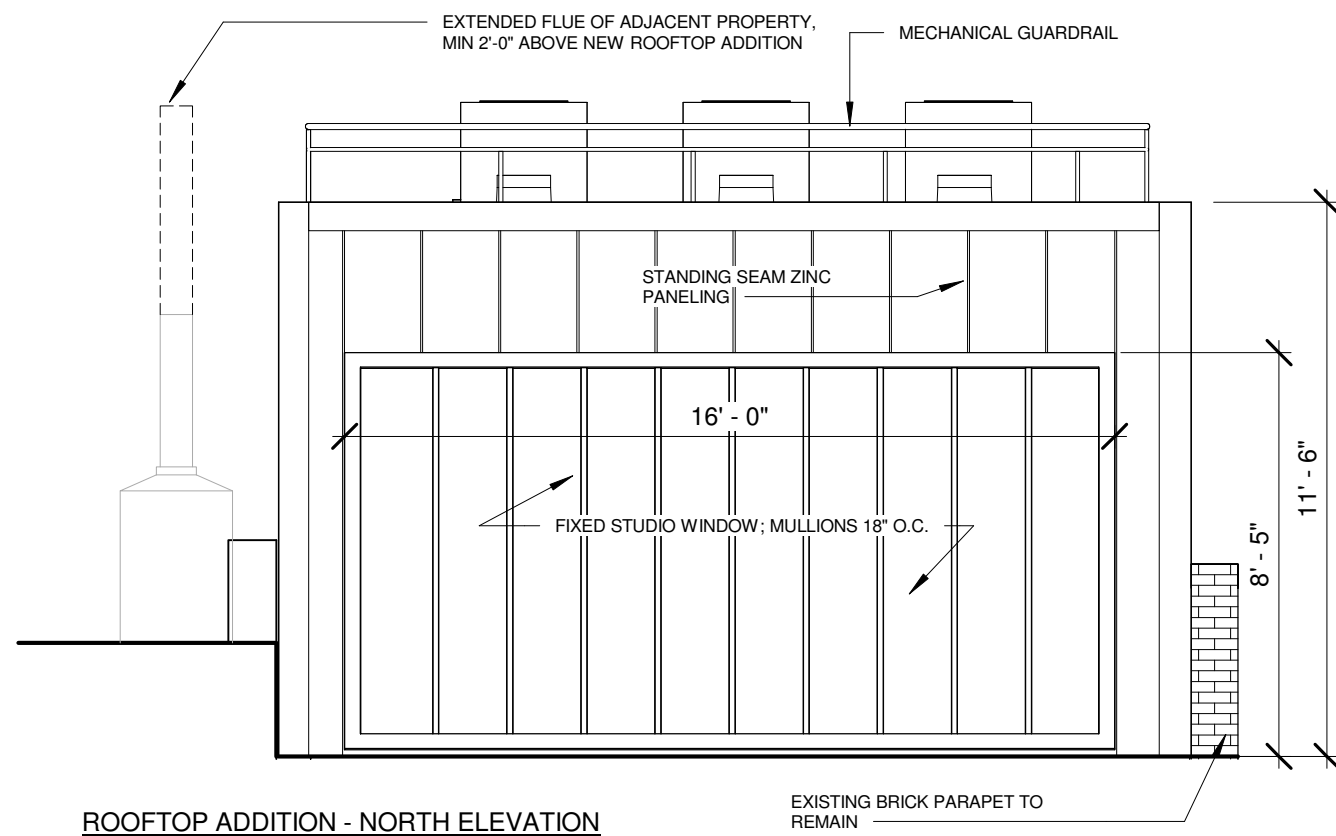 EXTENDED FLUE OF ADJACENT PROPERTY,
MIN 2'-0" ABOVE NEW ROOFTOP ADDITION
MECHANICAL GUARDRAIL
STANDING SEAM ZINC
PANELING
16' - 0"
FIXED STUDIO WINDOW; MULLIONS 18" O.C.
8' - 5"
11' - 6"
EXISTING BRICK PARAPET TO
REMAIN
ROOFTOP ADDITION - NORTH ELEVATION